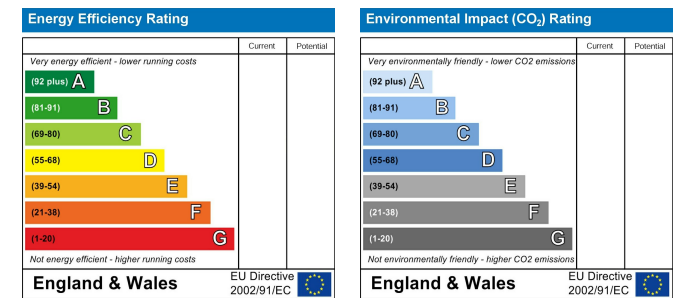 Energy Efficiency Rating
Current Potential
Very energy efficient - lower running costs
(92 plus) A
(81-91) B
(69-80) C
(55-68) D
(39-54) E
(21-38) F
(1-20) G
Not energy efficient - higher running costs
England & Wales
EU Directive
2002/91/EC
Environmental Impact (CO₂) Rating
Current Potential
Very environmentally friendly - lower CO2 emissions
(92 plus) A
(81-91) B
(69-80) C
(55-68) D
(39-54) E
(21-38) F
(1-20) G
Not environmentally friendly - higher CO2 emissions
England & Wales
EU Directive
2002/91/EC